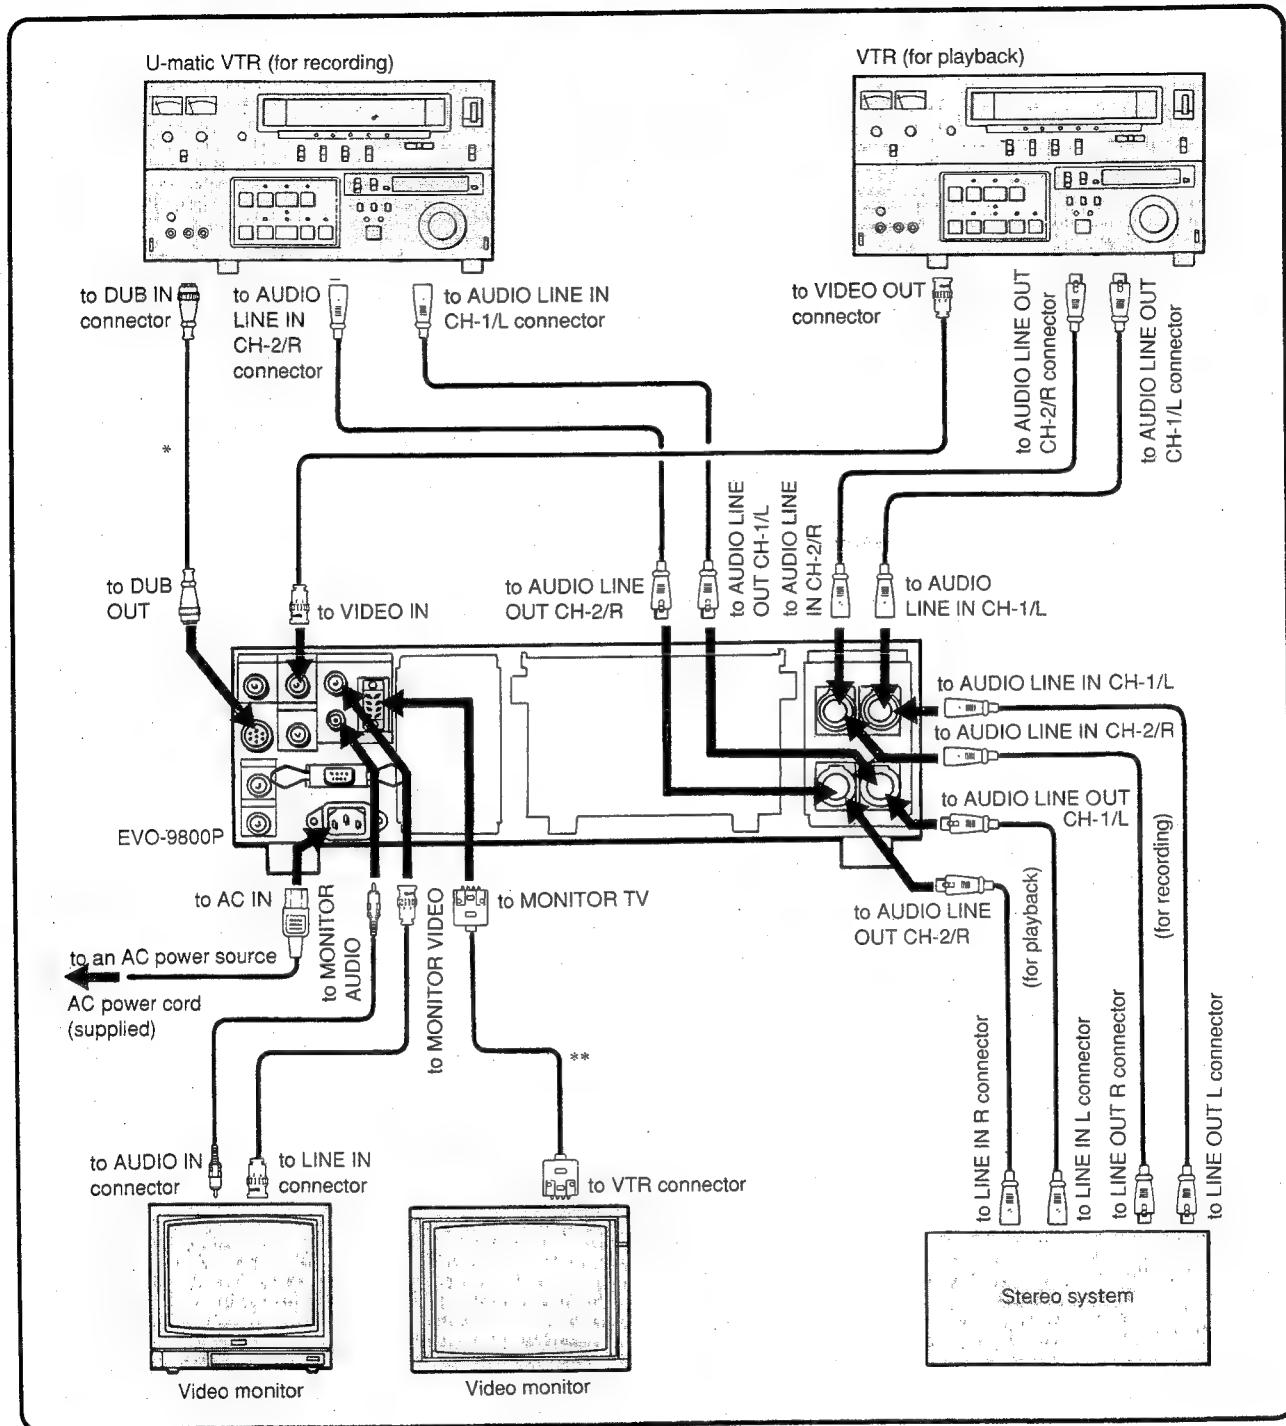 U-matic VTR (for recording)
VTR (for playback)
to DUB IN
connector
to AUDIO
LINE IN
CH-2/R
connector
to AUDIO LINE IN
CH-1/L connector
to VIDEO OUT
connector
to AUDIO LINE OUT
CH-2/R connector
to AUDIO LINE OUT
CH-1/L connector
*
to DUB
OUT
to VIDEO IN
to AUDIO LINE
OUT CH-2/R
to AUDIO LINE
OUT CH-1/L
to AUDIO LINE
IN CH-2/R
to AUDIO
LINE IN CH-1/L
to AUDIO LINE IN CH-1/L
to AUDIO LINE IN CH-2/R
to AUDIO LINE OUT
CH-1/L
EVO-9800P
to AC IN
to MONITOR
AUDIO
to MONITOR VIDEO
to MONITOR TV
to AUDIO LINE
OUT CH-2/R
(for playback)
(for recording)
to an AC power source
AC power cord
(supplied)
**
to AUDIO IN
connector
to LINE IN
connector
to VTR connector
to LINE IN R connector
to LINE IN L connector
to LINE OUT R connector
to LINE OUT L connector
Stereo system
Video monitor
Video monitor